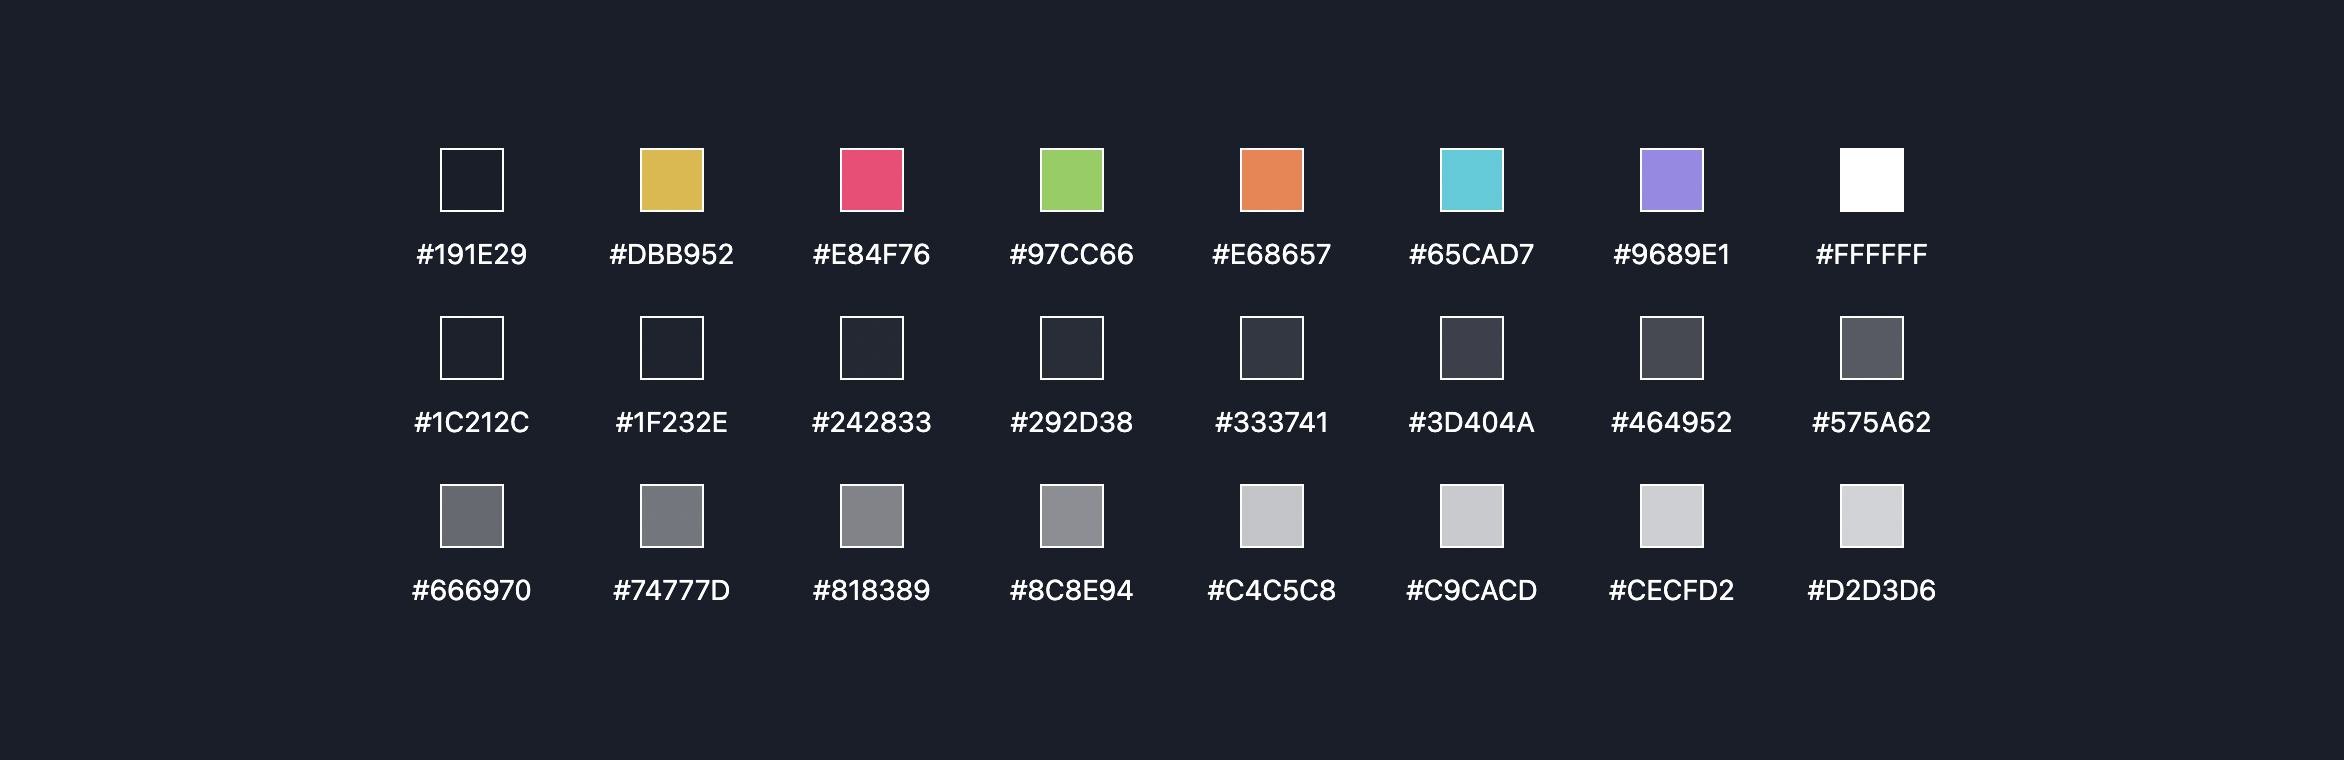 #191E29 #DBB952 #E84F76 #97CC66 #E68657 #65CAD7 #9689E1 #FFFFFF
#1C212C #1F232E #242833 #292D38 #333741 #3D404A #464952 #575A62
#666970 #74777D #818389 #8C8E94 #C4C5C8 #C9CACD #CECFD2 #D2D3D6